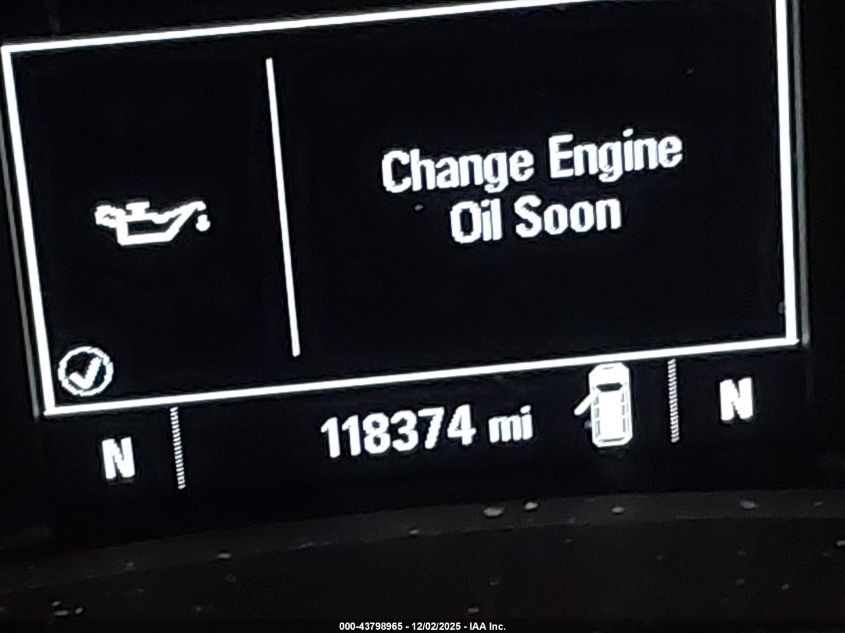 Change Engine
Oil Soon
118374 mi
N
N
000-43798965 - 12/02/2025 - IAA Inc.